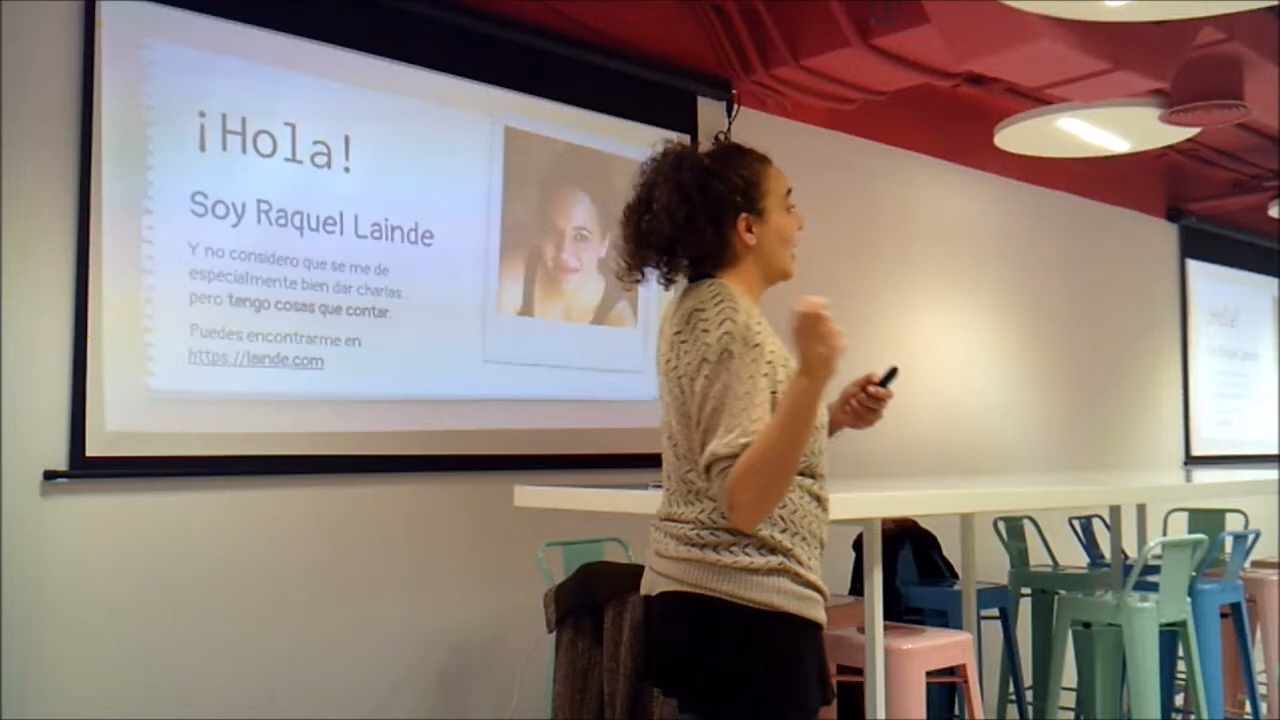 ¡Hola!
Soy Raquel Lainde
Y no considero que se me de
especialmente bien dar charlas...
pero tengo cosas que contar.
Puedes encontrarme en
https://lainde.com